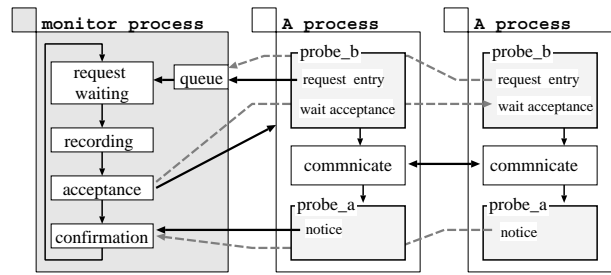 monitor process
request
waiting
queue
recording
acceptance
confirmation
A process
probe_b
request entry
wait acceptance
commnicate
probe_a
notice
A process
probe_b
request entry
wait acceptance
commnicate
probe_a
notice